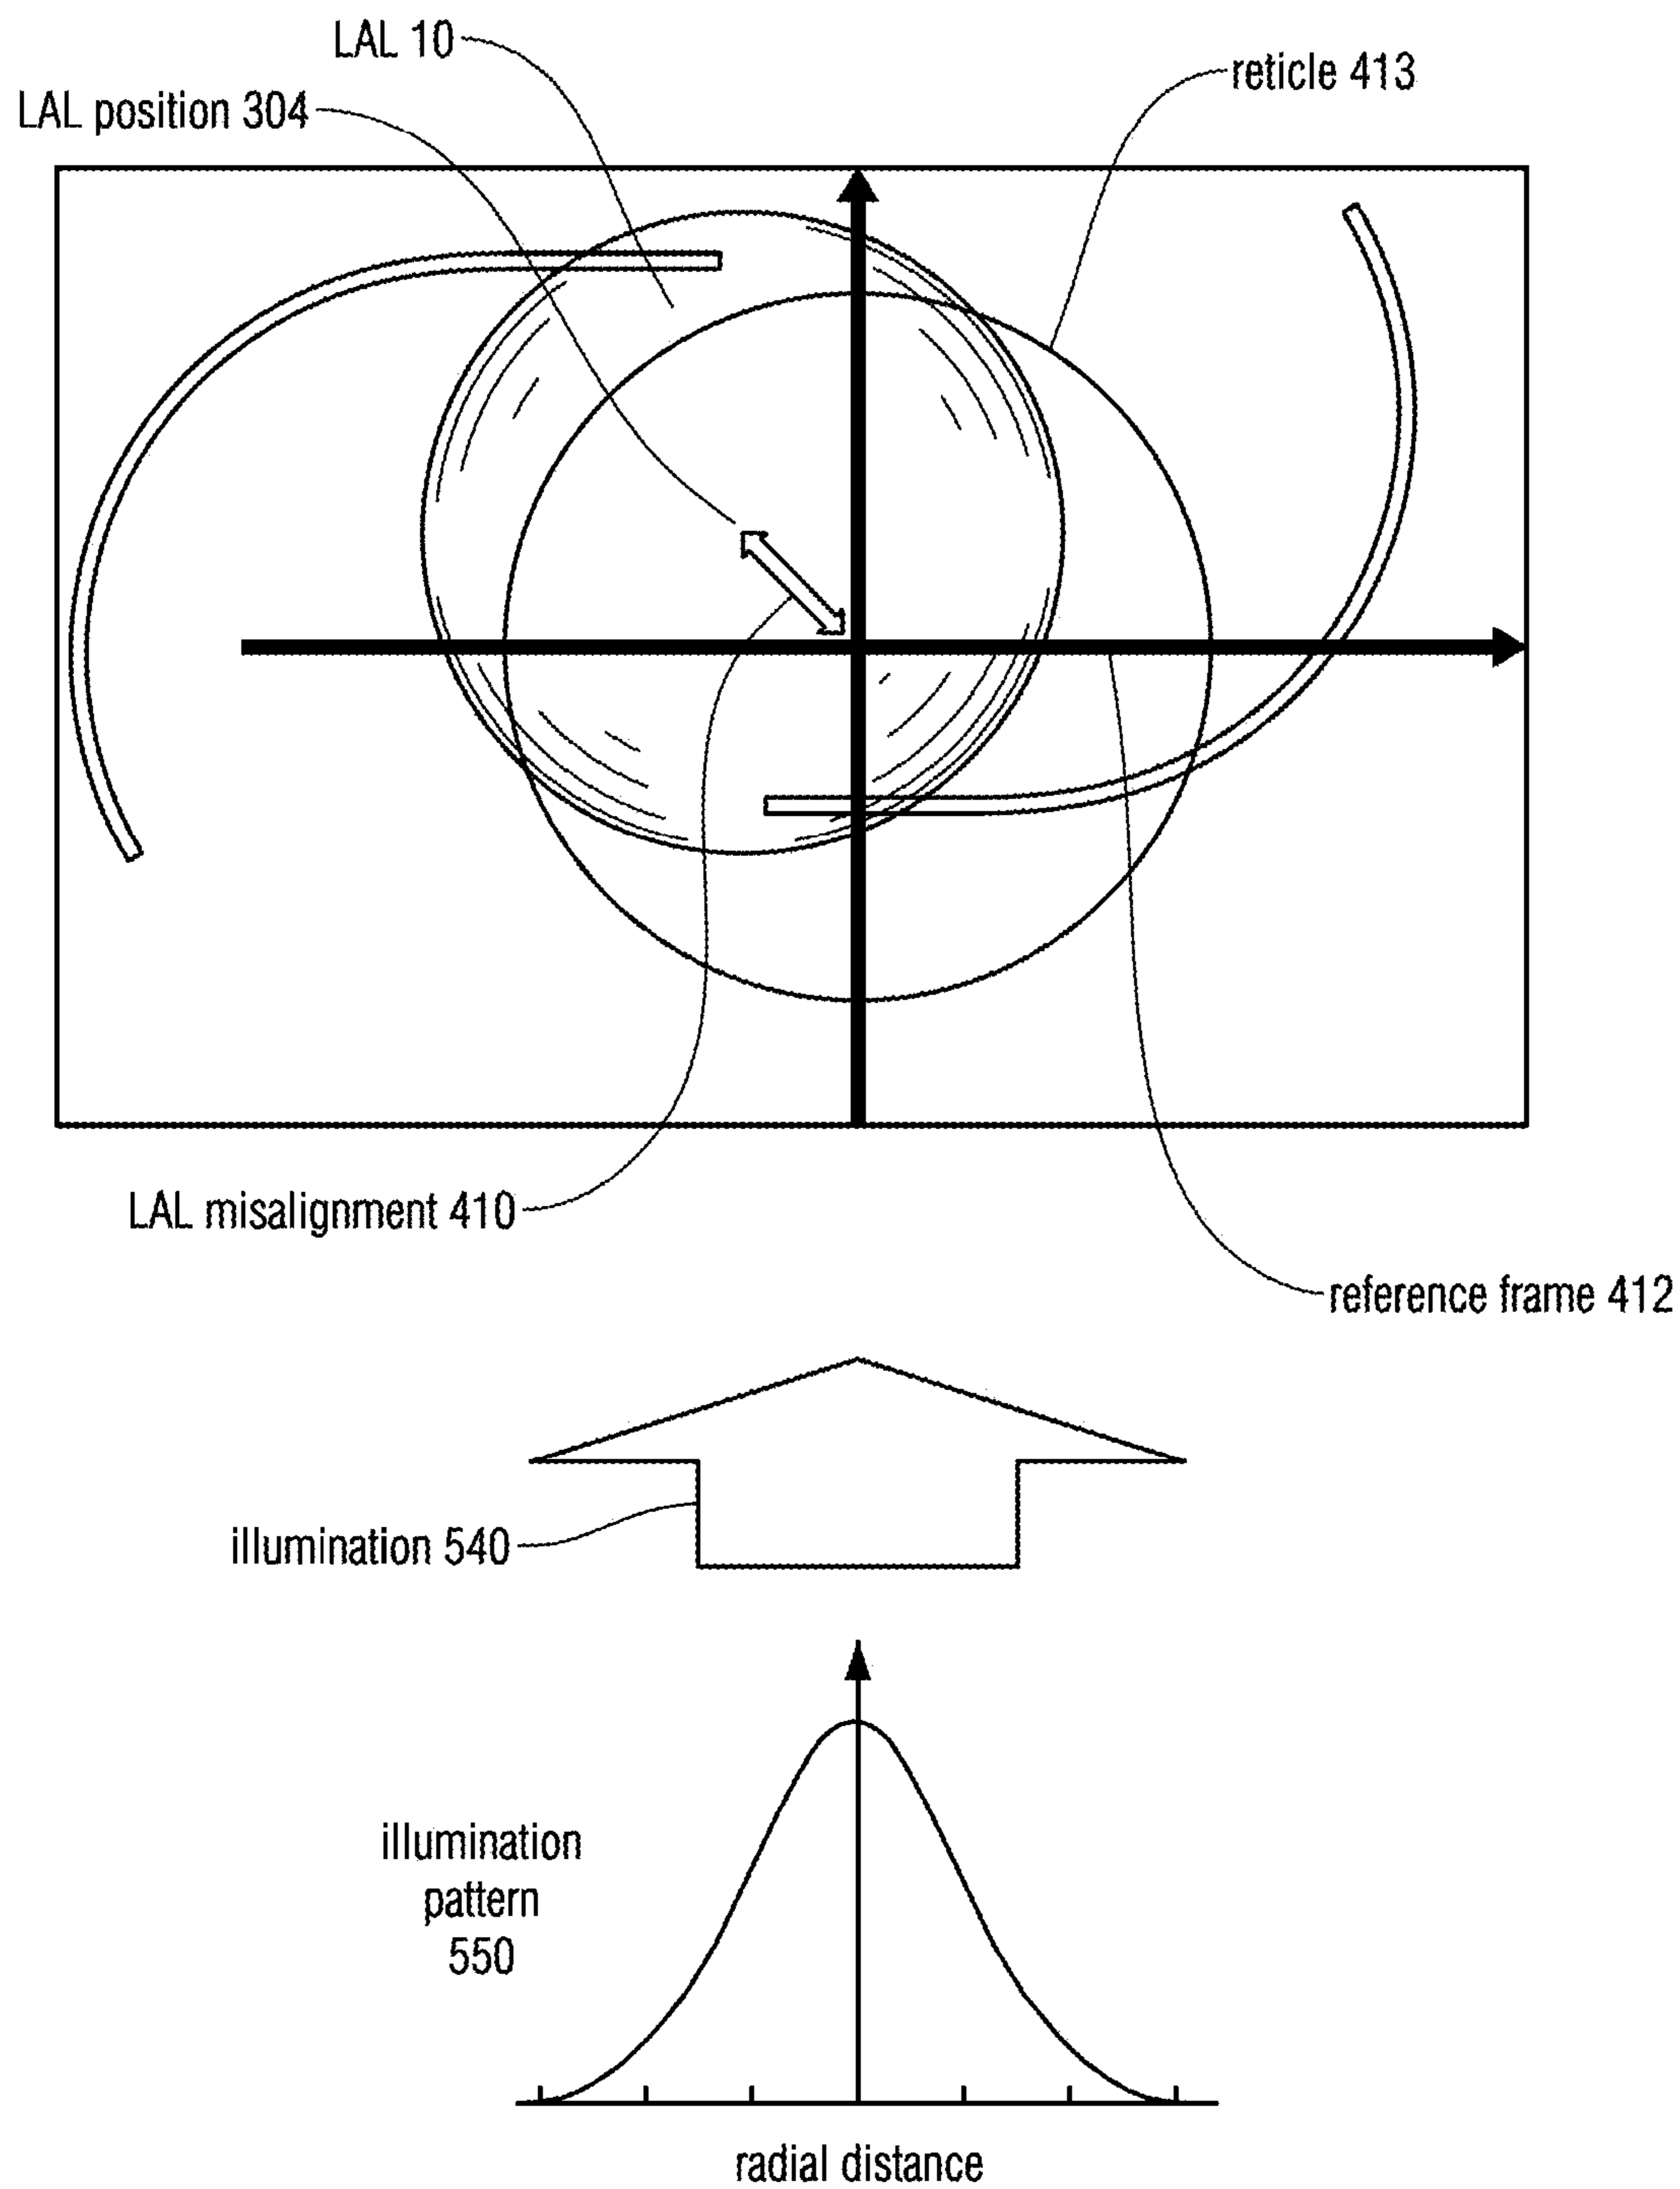 LAL 10
LAL position 304
reticle 413
LAL misalignment 410
reference frame 412
illumination 540
illumination
pattern
550
radial distance